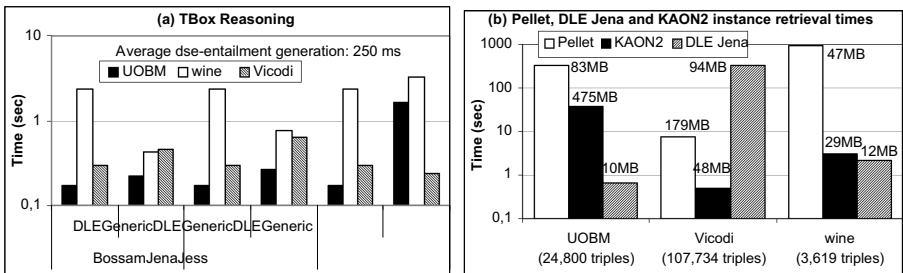 (a) TBox Reasoning
10
Average dse-entailment generation: 250 ms
UOBM wine Vicodi
1
0,1
Time (sec)
DLEGenericDLEGenericDLEGeneric
BossamJenaJess
(b) Pellet, DLE Jena and KAON2 instance retrieval times
1000
100
10
1
0,1
Time (sec)
Pellet KAON2 DLE Jena
83MB
475MB
10MB
179MB
48MB
94MB
47MB
29MB
12MB
UOBM Vicodi wine
(24,800 triples) (107,734 triples) (3,619 triples)